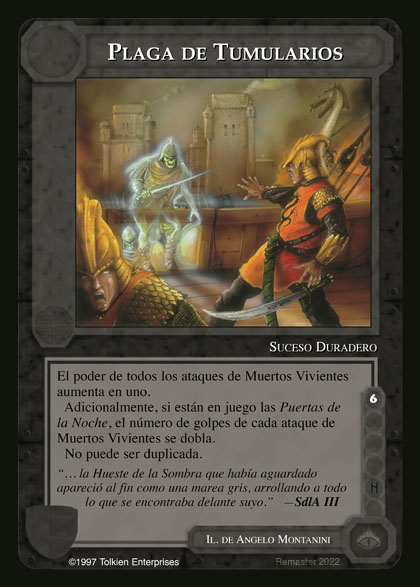 PLAGA DE TUMULARIOS
SUCESO DURADERO
El poder de todos los ataques de Muertos Vivientes
aumenta en uno.
Adicionalmente, si están en juego las Puertas de
la Noche, el número de golpes de cada ataque de
Muertos Vivientes se dobla.
No puede ser duplicada.
6
“… la Hueste de la Sombra que había aguardado
apareció al fin como una marea gris, arrollando a todo
lo que se encontraba delante suyo.” —SdlA III
IL. DE ANGELO MONTANINI
©1997 Tolkien Enterprises
Remaster 2022